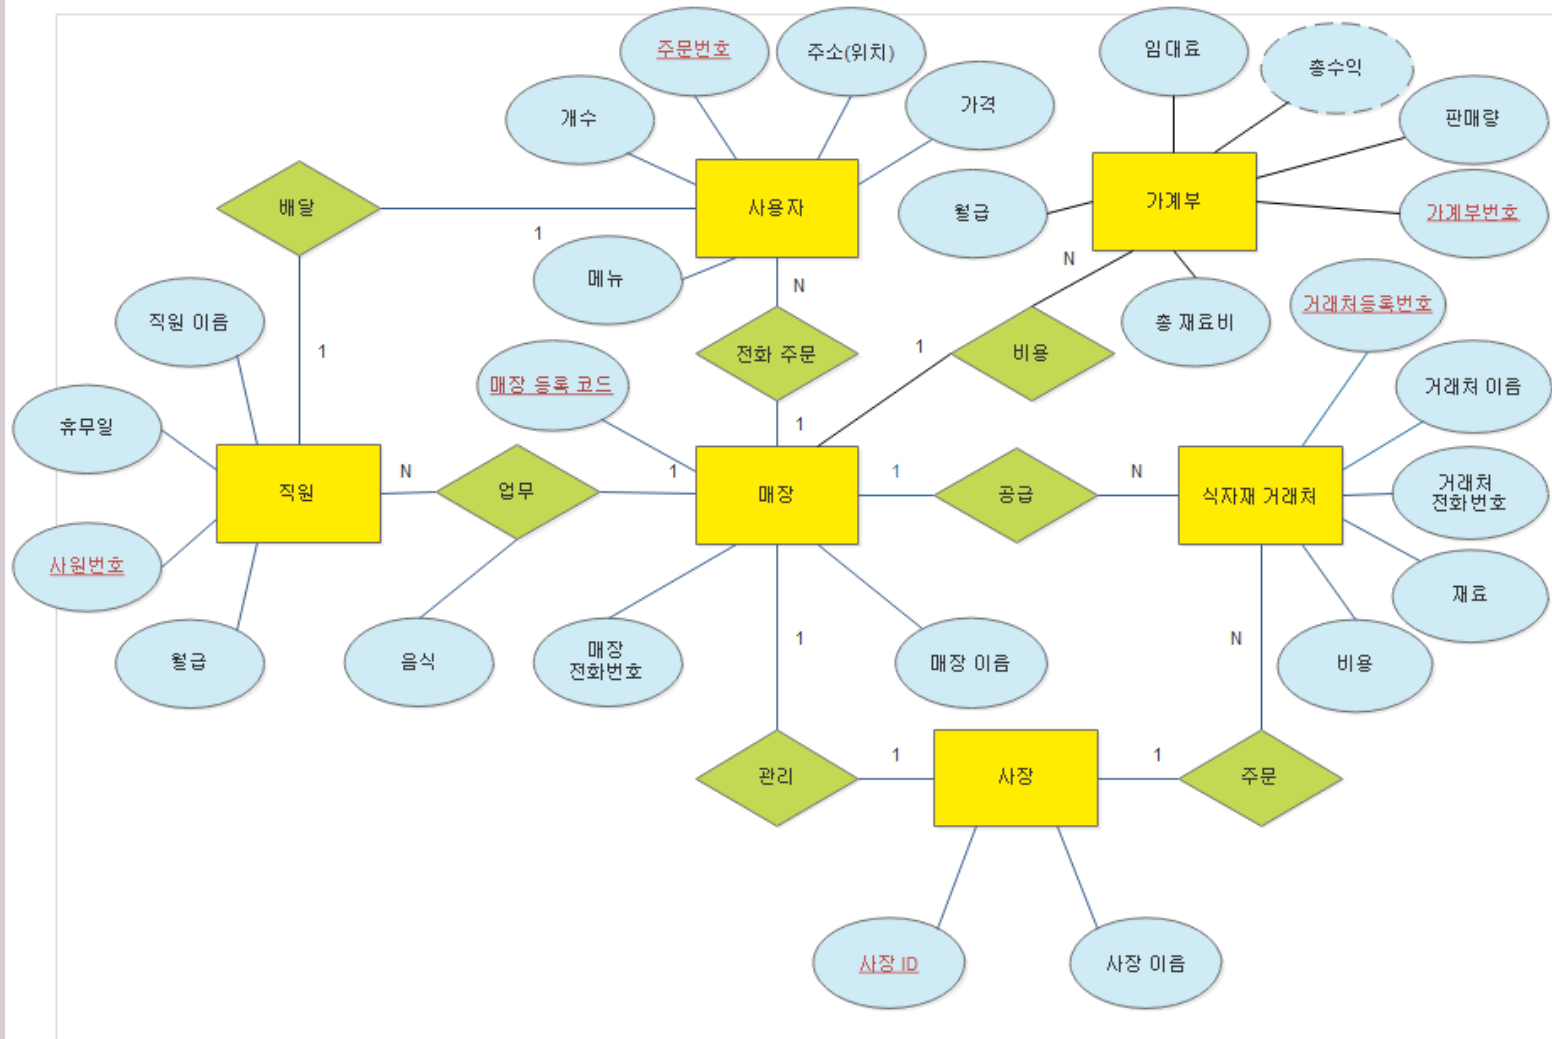 주문번호
주소(위치)
임대료
총수익
개수
가격
판매량
배달
사용자
가계부
월급
가계부번호
1
메뉴
N
N
직원 이름
총 재료비
거래처등록번호
1
전화 주문
1
비용
매장 등록 코드
거래처 이름
휴무일
1
직원
N
업무
1
매장
1
공급
N
식자재 거래처
거래처
전화번호
사원번호
재료
월급
음식
매장
전화번호
1
매장 이름
N
비용
관리
1
사장
1
주문
사장 ID
사장 이름